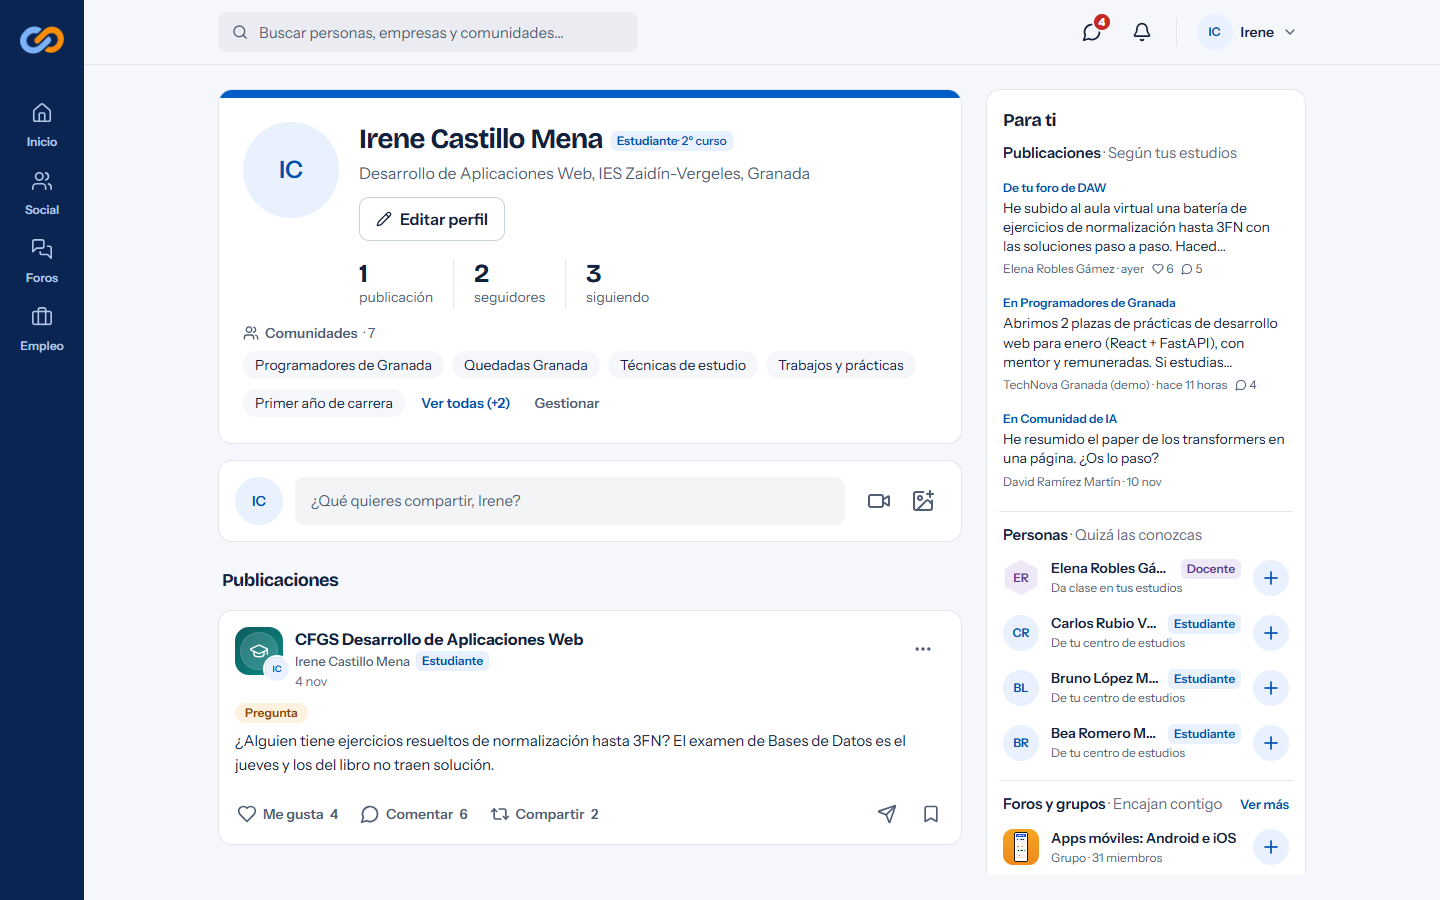 Buscar personas, empresas y comunidades...
4
IC
Irene
Inicio
Social
Foros
Empleo
IC
Irene Castillo Mena
Estudiante · 2º curso
Desarrollo de Aplicaciones Web, IES Zaidín-Vergeles, Granada
Editar perfil
1
publicación
2
seguidores
3
siguiendo
Comunidades · 7
Programadores de Granada
Quedadas Granada
Técnicas de estudio
Trabajos y prácticas
Primer año de carrera
Ver todas (+2)
Gestionar
IC
¿Qué quieres compartir, Irene?
Publicaciones
CFGS Desarrollo de Aplicaciones Web
IC
Irene Castillo Mena
Estudiante
4 nov
Pregunta
¿Alguien tiene ejercicios resueltos de normalización hasta 3FN? El examen de Bases de Datos es el
jueves y los del libro no traen solución.
Me gusta 4
Comentar 6
Compartir 2
Para ti
Publicaciones · Según tus estudios
De tu foro de DAW
He subido al aula virtual una batería de
ejercicios de normalización hasta 3FN con
las soluciones paso a paso. Haced...
Elena Robles Gámez · ayer 6 5
En Programadores de Granada
Abrimos 2 plazas de prácticas de desarrollo
web para enero (React + FastAPI), con
mentor y remuneradas. Si estudias...
TechNova Granada (demo) · hace 11 horas 4
En Comunidad de IA
He resumido el paper de los transformers en
una página. ¿Os lo paso?
David Ramírez Martín · 10 nov
Personas · Quizá las conozcas
ER
Elena Robles Gá...
Docente
Da clase en tus estudios
CR
Carlos Rubio V...
Estudiante
De tu centro de estudios
BL
Bruno López M...
Estudiante
De tu centro de estudios
BR
Bea Romero M...
Estudiante
De tu centro de estudios
Foros y grupos · Encajan contigo
Ver más
Apps móviles: Android e iOS
Grupo · 31 miembros